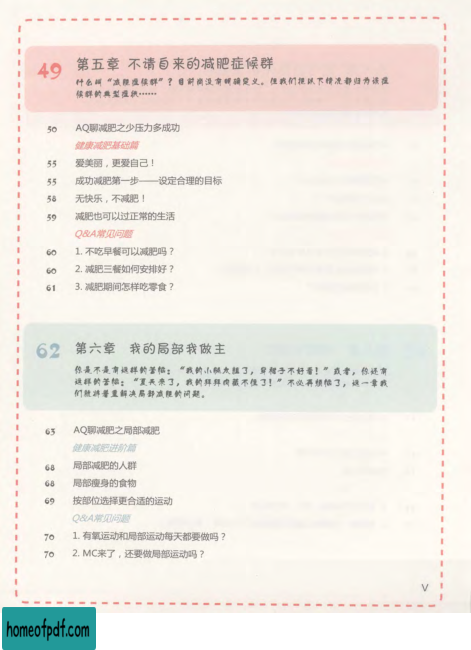 49 第五章 不请自来的减肥症候群
什么叫“减肥症候群”？目前尚没有明确定义。但我们将以下情况都归为该症
候群的典型症状……
50 AQ聊减肥之少压力多成功
健康减肥基础篇
55 爱美丽，更爱自己！
55 成功减肥第一步——设定合理的目标
58 无快乐，不减肥！
59 减肥也可以过正常的生活
Q&A常见问题
60 1. 不吃早餐可以减肥吗？
60 2. 减肥三餐如何安排好？
61 3. 减肥期间怎样吃零食？
62 第六章 我的局部我做主
你是不是有这样的苦恼：“我的小腿太粗了，穿裙子不好看！”或者，你还有
这样的苦恼：“夏天来了，我的拜拜肉藏不住了！”不必再烦恼了，这一章我
们就将着重解决局部减肥的问题。
63 AQ聊减肥之局部减肥
健康减肥进阶篇
68 局部减肥的人群
68 局部瘦身的食物
69 按部位选择更合适的运动
Q&A常见问题
70 1. 有氧运动和局部运动每天都要做吗？
70 2. MC来了，还要做局部运动吗？
V
homeofpdf.com